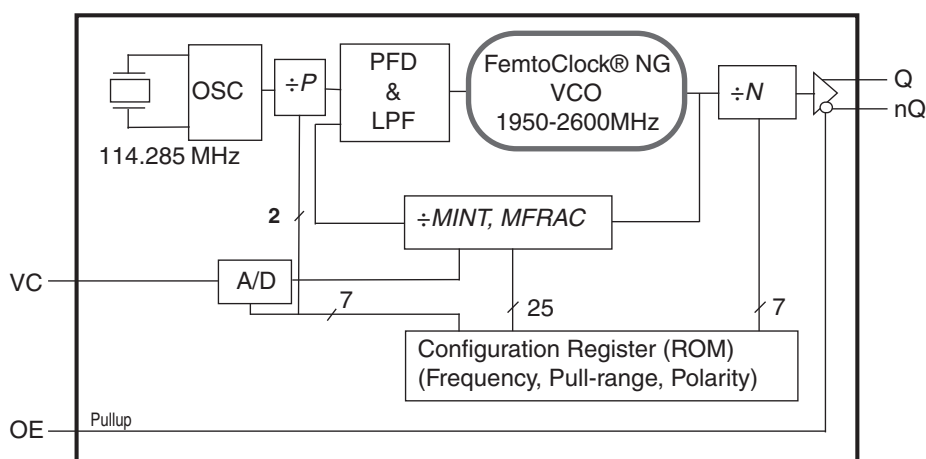 OSC
÷P
PFD
&
LPF
FemtoClock® NG
VCO
1950-2600MHz
÷N
Q
nQ
114.285 MHz
2
÷MINT, MFRAC
VC
A/D
7
25
7
Configuration Register (ROM)
(Frequency, Pull-range, Polarity)
OE
Pullup